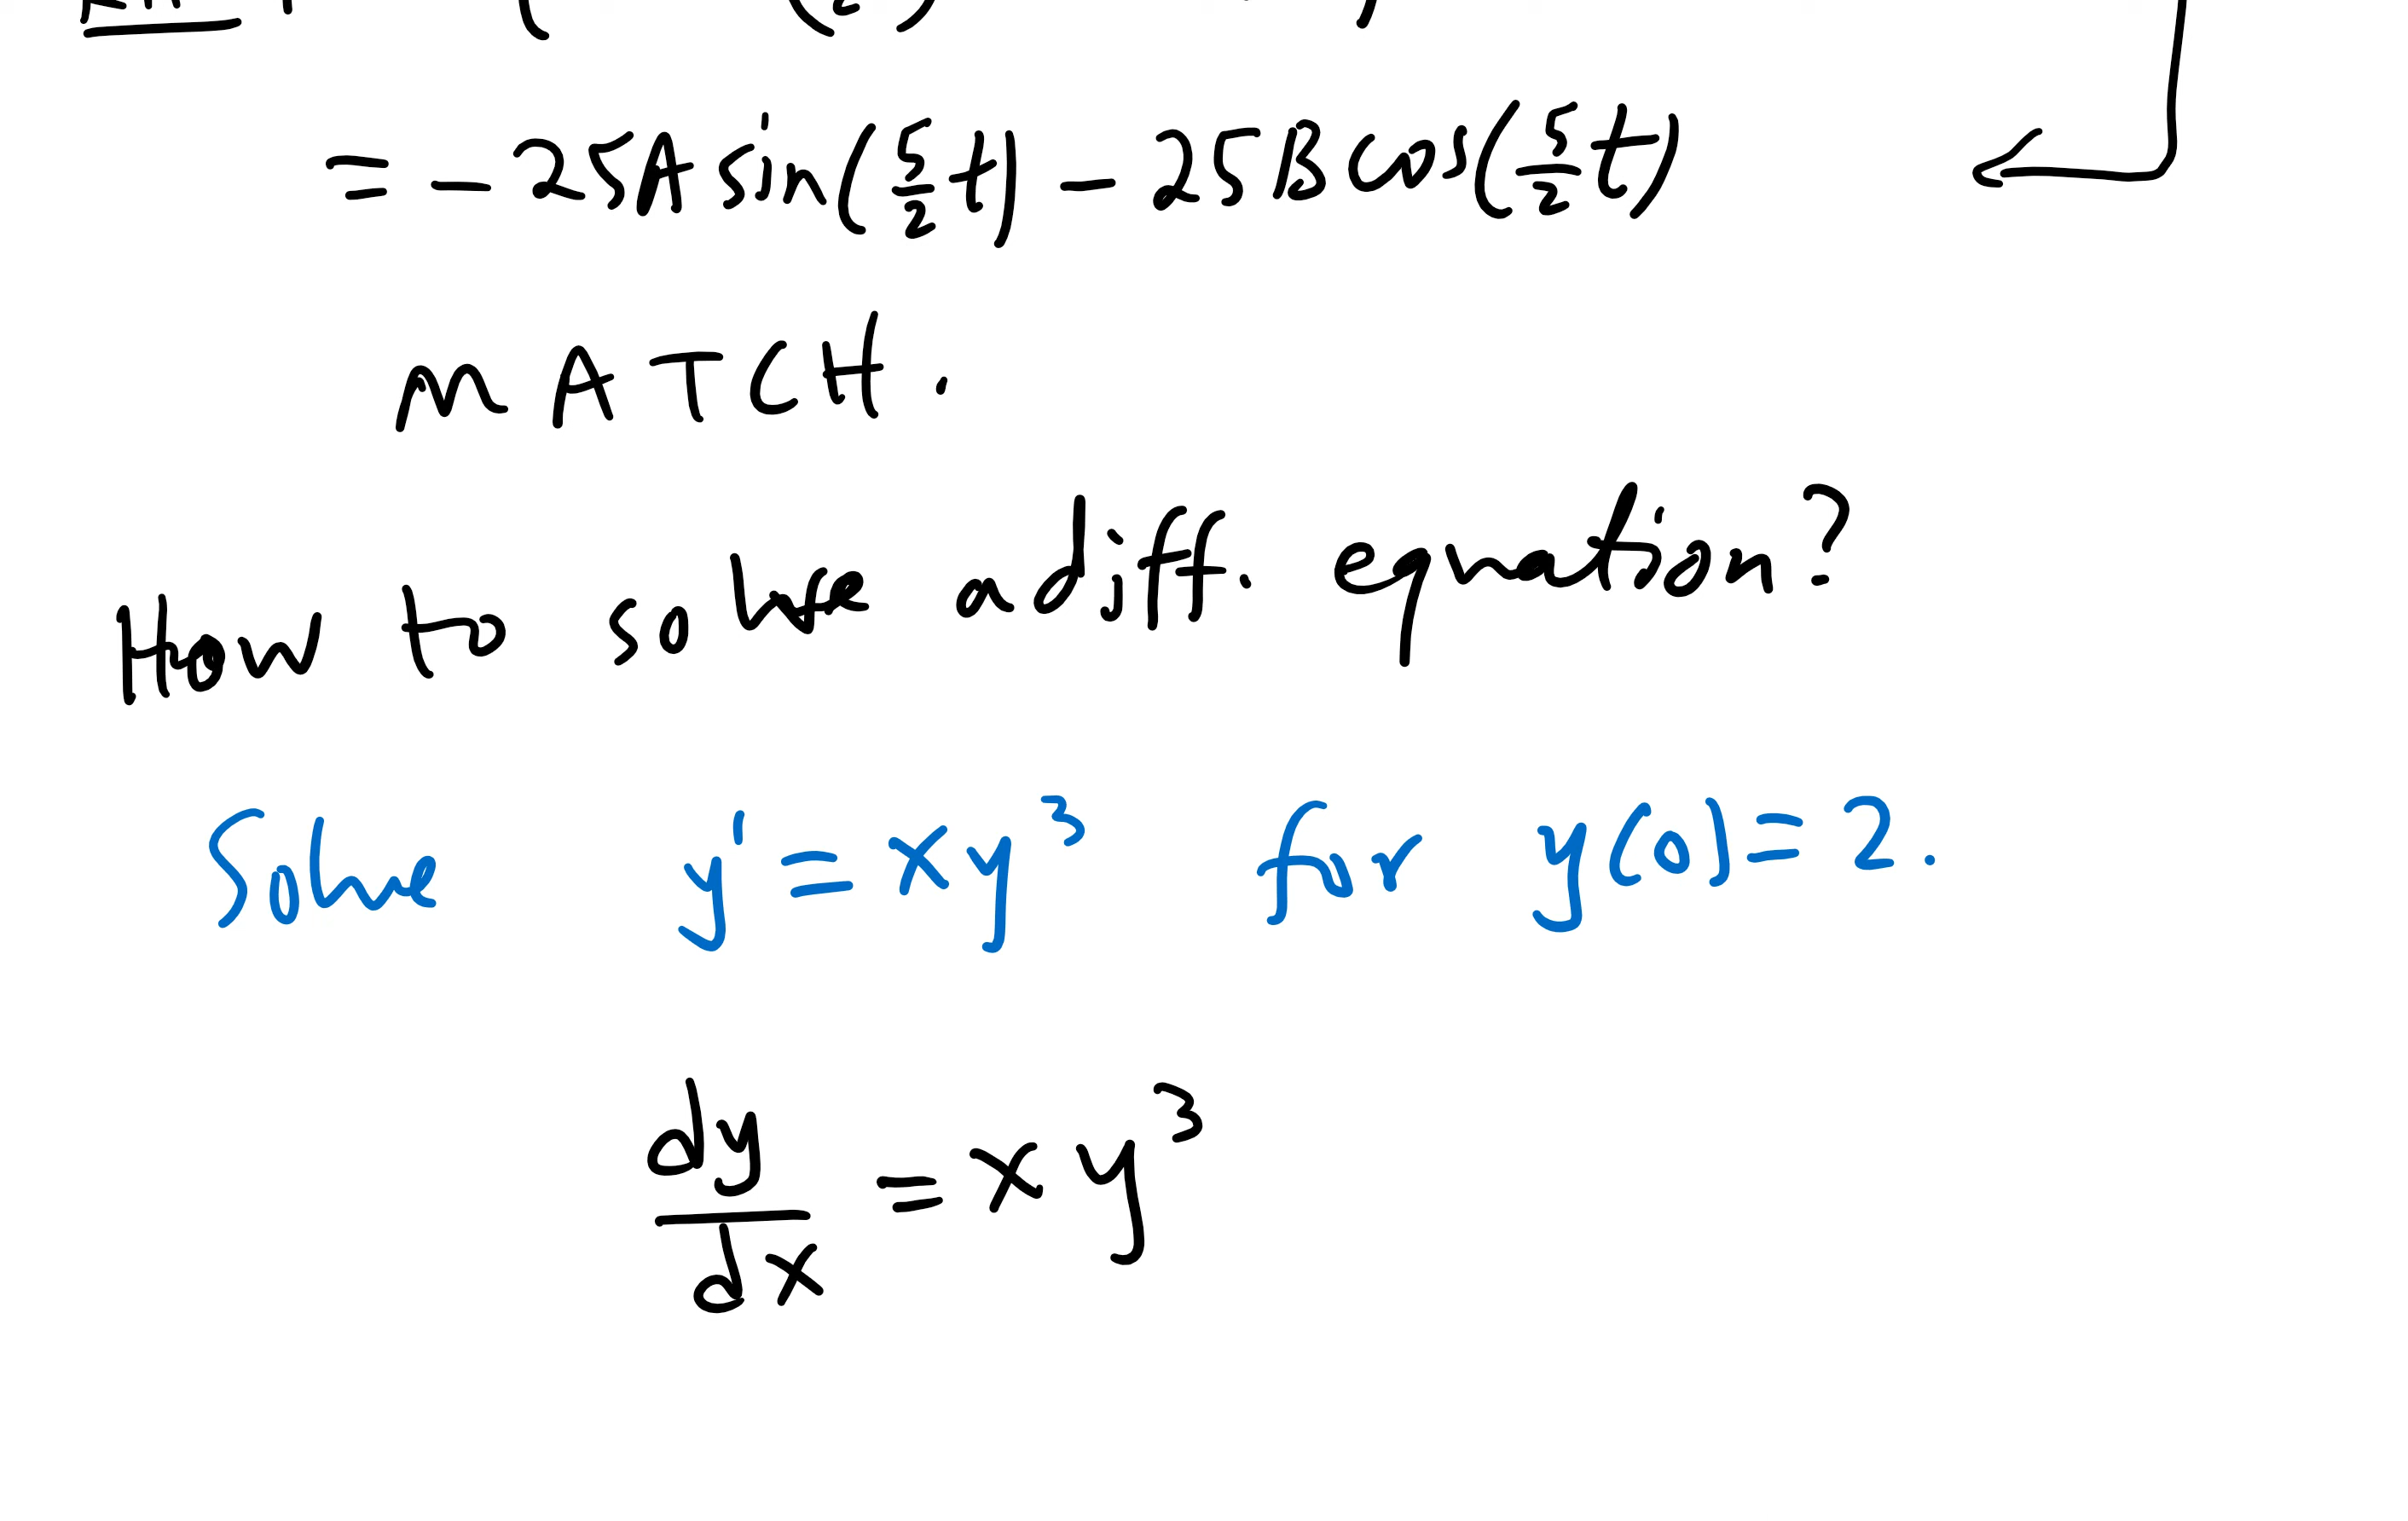 = -25A sin(5/2 t) - 25B cos(5/2 t)
MATCH.
How to solve a diff. equation?
Solve y' = xy³ for y(0) = 2.
dy/dx = xy³